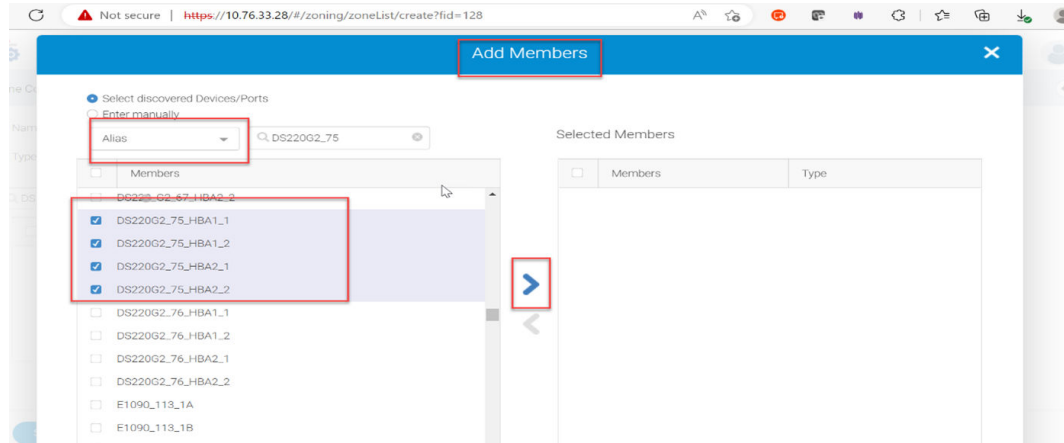 Not secure | https://10.76.33.28/#/zoning/zoneList/create?fid=128
Add Members
Select discovered Devices/Ports
Enter manually
Alias
DS220G2_75
Selected Members
Members
Members
Type
DS220G2_75_HBA1_1
DS220G2_75_HBA1_2
DS220G2_75_HBA2_1
DS220G2_75_HBA2_2
DS220G2_76_HBA1_1
DS220G2_76_HBA1_2
DS220G2_76_HBA2_1
DS220G2_76_HBA2_2
E1090_113_1A
E1090_113_1B